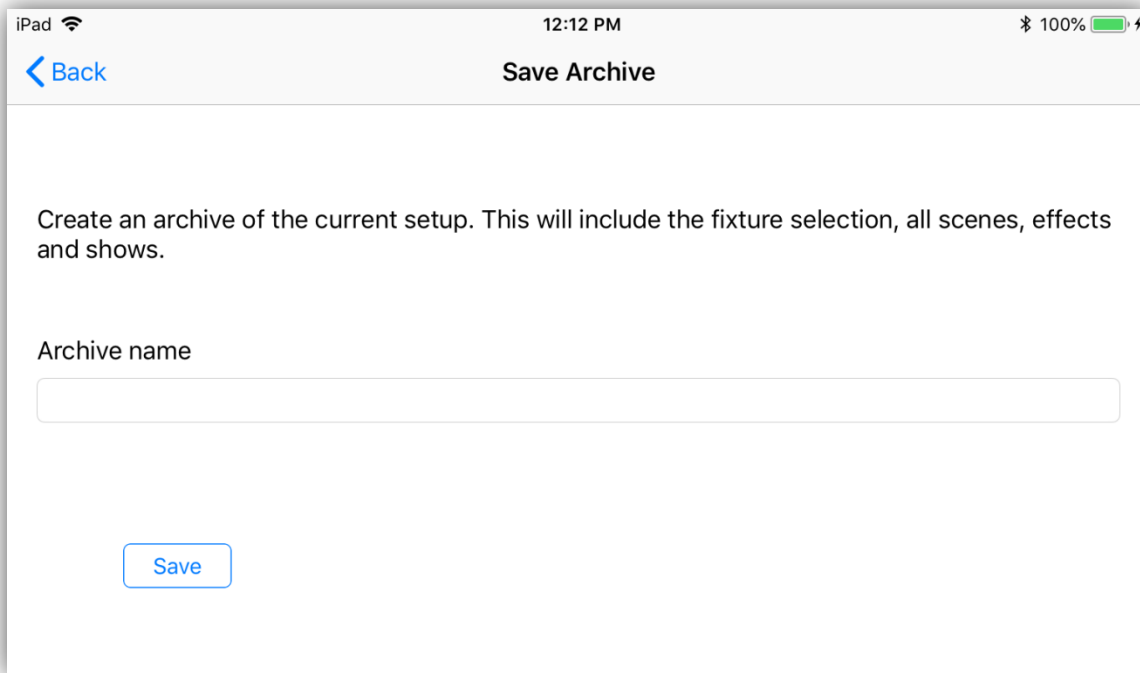 iPad 12:12 PM 100%
Back Save Archive
Create an archive of the current setup. This will include the fixture selection, all scenes, effects
and shows.
Archive name
Save